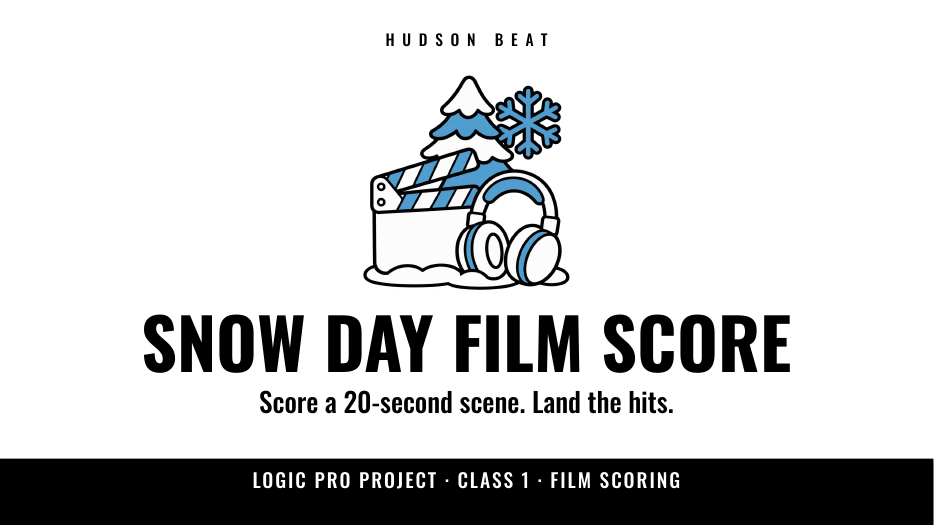 HUDSON BEAT
SNOW DAY FILM SCORE
Score a 20-second scene. Land the hits.
LOGIC PRO PROJECT · CLASS 1 · FILM SCORING